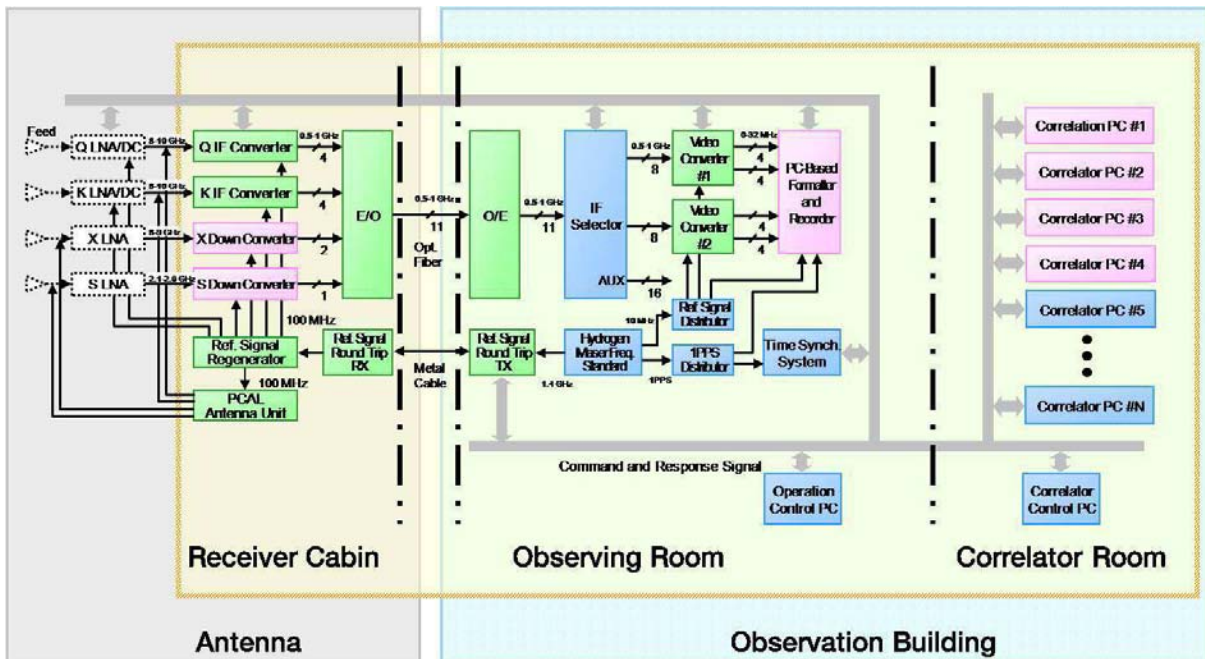 Feed
Q LNA/DC
8-10 GHz
Q IF Converter
0.5-1 GHz
4
K LNA/DC
8-10 GHz
K IF Converter
4
X LNA
8-9 GHz
X Down Converter
2
S LNA
2.1-2.8 GHz
S Down Converter
1
E/O
0.5-1 GHz
11
Opt.
Fiber
O/E
0.5-1 GHz
11
IF
Selector
0.5-1 GHz
8
8
AUX
16
Video
Converter
#1
Video
Converter
#2
0-32 MHz
4
4
4
4
PC-Based
Formatter
and
Recorder
Ref. Signal
Distributor
10 MHz
100 MHz
Ref. Signal
Regenerator
Ref. Signal
Round Trip
RX
Metal
Cable
Ref. Signal
Round Trip
TX
1.4 GHz
Hydrogen
Maser Freq.
Standard
1PPS
1PPS
Distributor
Time Synch.
System
100 MHz
PCAL
Antenna Unit
Correlation PC #1
Correlation PC #2
Correlation PC #3
Correlation PC #4
Correlator PC #5
Correlator PC #N
Command and Response Signal
Operation
Control PC
Correlator
Control PC
Receiver Cabin
Observing Room
Correlator Room
Antenna
Observation Building